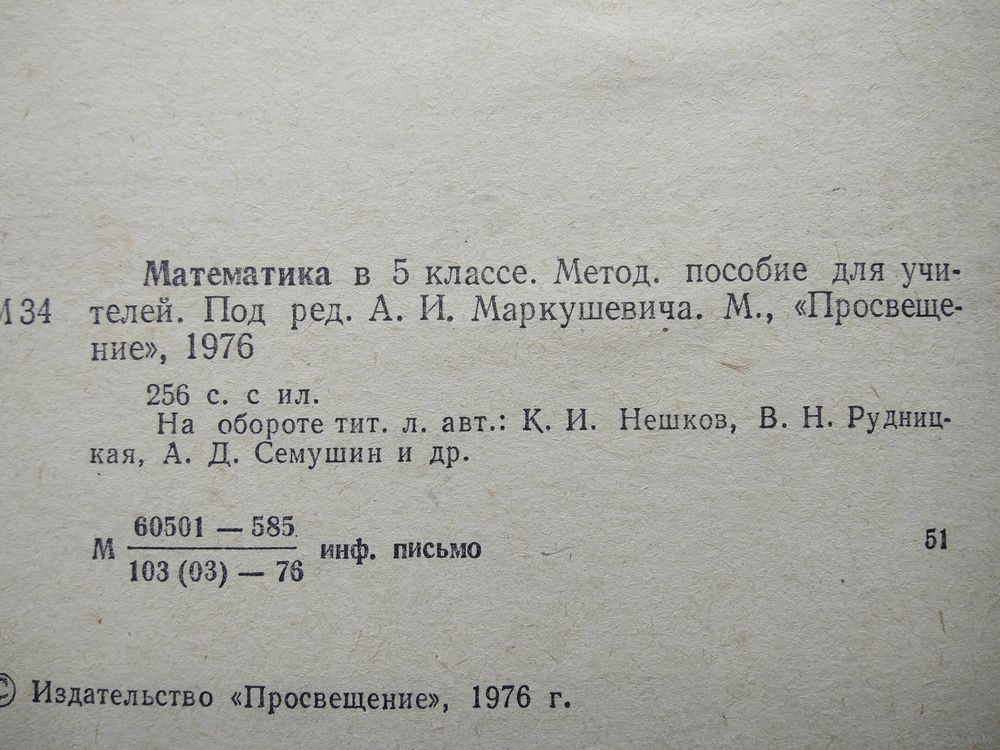 Математика в 5 классе. Метод. пособие для учи-
М 34 телей. Под ред. А. И. Маркушевича. М., «Просвеще-
ние», 1976
256 с. с ил.
На обороте тит. л. авт.: К. И. Нешков, В. Н. Рудниц-
кая, А. Д. Семушин и др.
60501 — 585
М инф. письмо 51
103 (03) — 76
© Издательство «Просвещение», 1976 г.